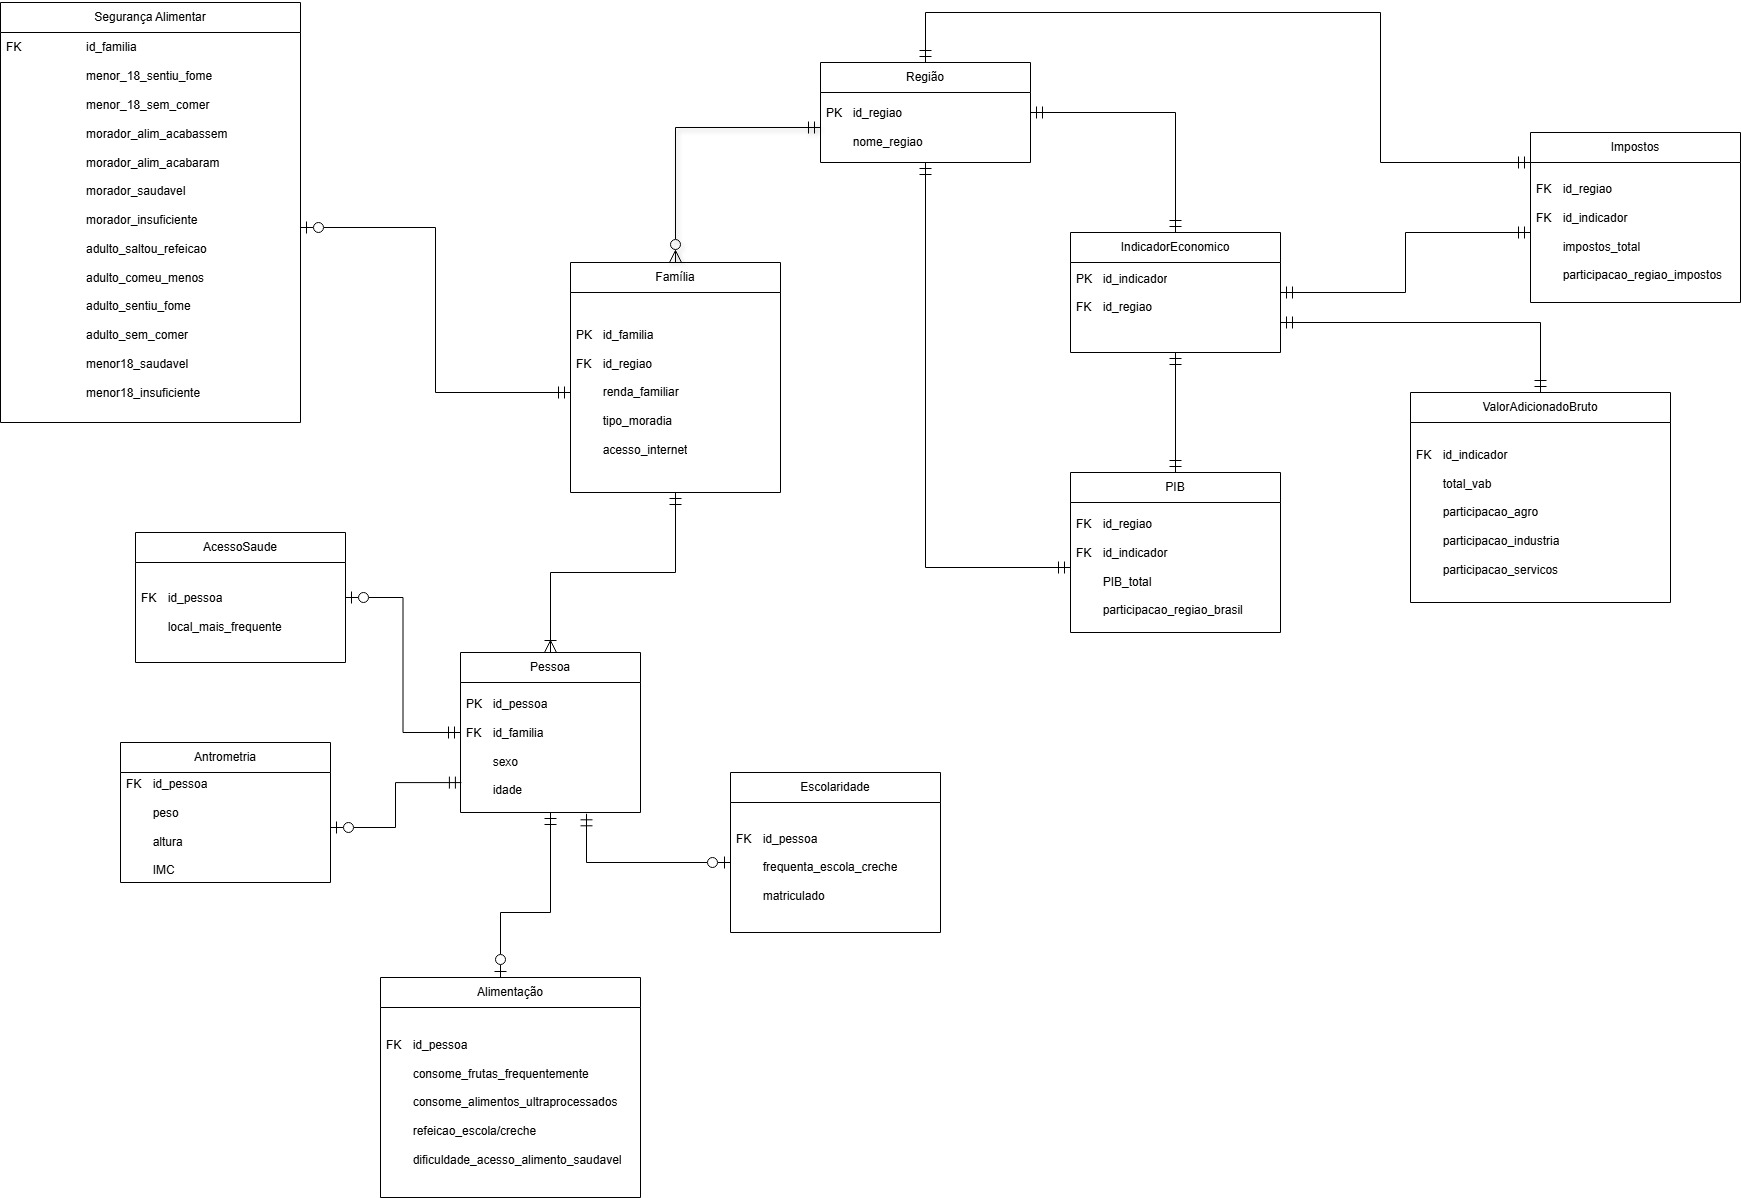 Segurança Alimentar
FK id_familia
menor_18_sentiu_fome
menor_18_sem_comer
morador_alim_acabassem
morador_alim_acabaram
morador_saudavel
morador_insuficiente
adulto_saltou_refeicao
adulto_comeu_menos
adulto_sentiu_fome
adulto_sem_comer
menor18_saudavel
menor18_insuficiente
Região
PK id_regiao
nome_regiao
Impostos
FK id_regiao
FK id_indicador
impostos_total
participacao_regiao_impostos
IndicadorEconomico
PK id_indicador
FK id_regiao
Família
PK id_familia
FK id_regiao
renda_familiar
tipo_moradia
acesso_internet
ValorAdicionadoBruto
FK id_indicador
total_vab
participacao_agro
participacao_industria
participacao_servicos
PIB
FK id_regiao
FK id_indicador
PIB_total
participacao_regiao_brasil
AcessoSaude
FK id_pessoa
local_mais_frequente
Pessoa
PK id_pessoa
FK id_familia
sexo
idade
Antrometria
FK id_pessoa
peso
altura
IMC
Escolaridade
FK id_pessoa
frequenta_escola_creche
matriculado
Alimentação
FK id_pessoa
consome_frutas_frequentemente
consome_alimentos_ultraprocessados
refeicao_escola/creche
dificuldade_acesso_alimento_saudavel